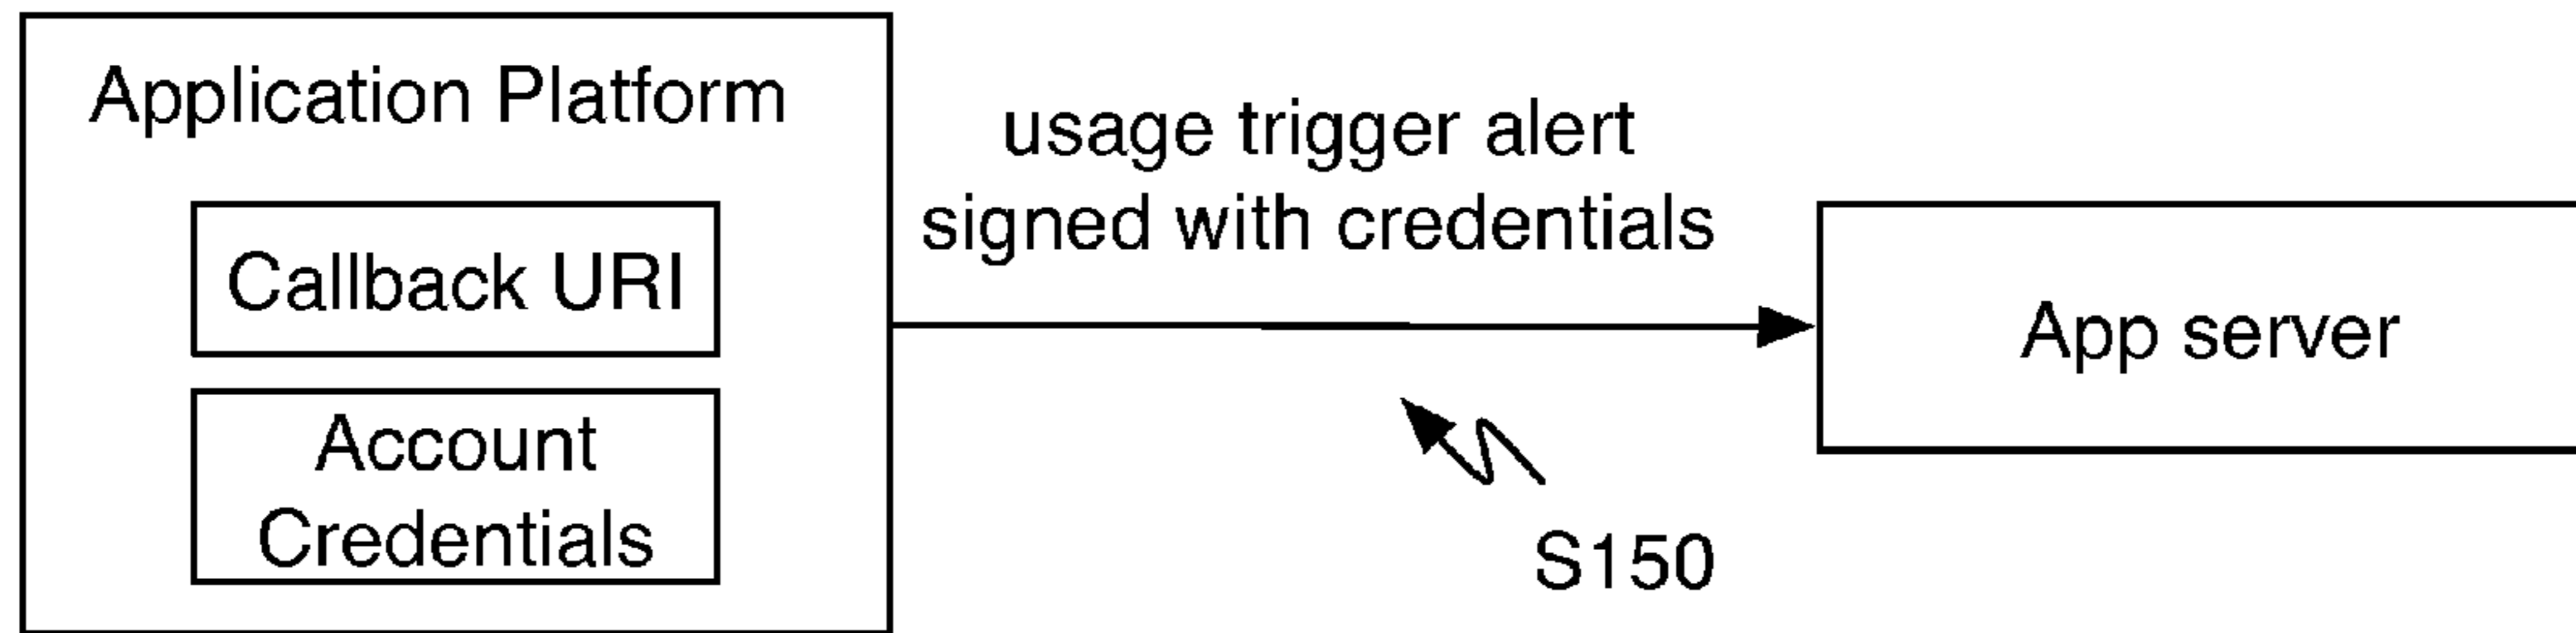 Application Platform
Callback URI
Account
Credentials
usage trigger alert
signed with credentials
S150
App server